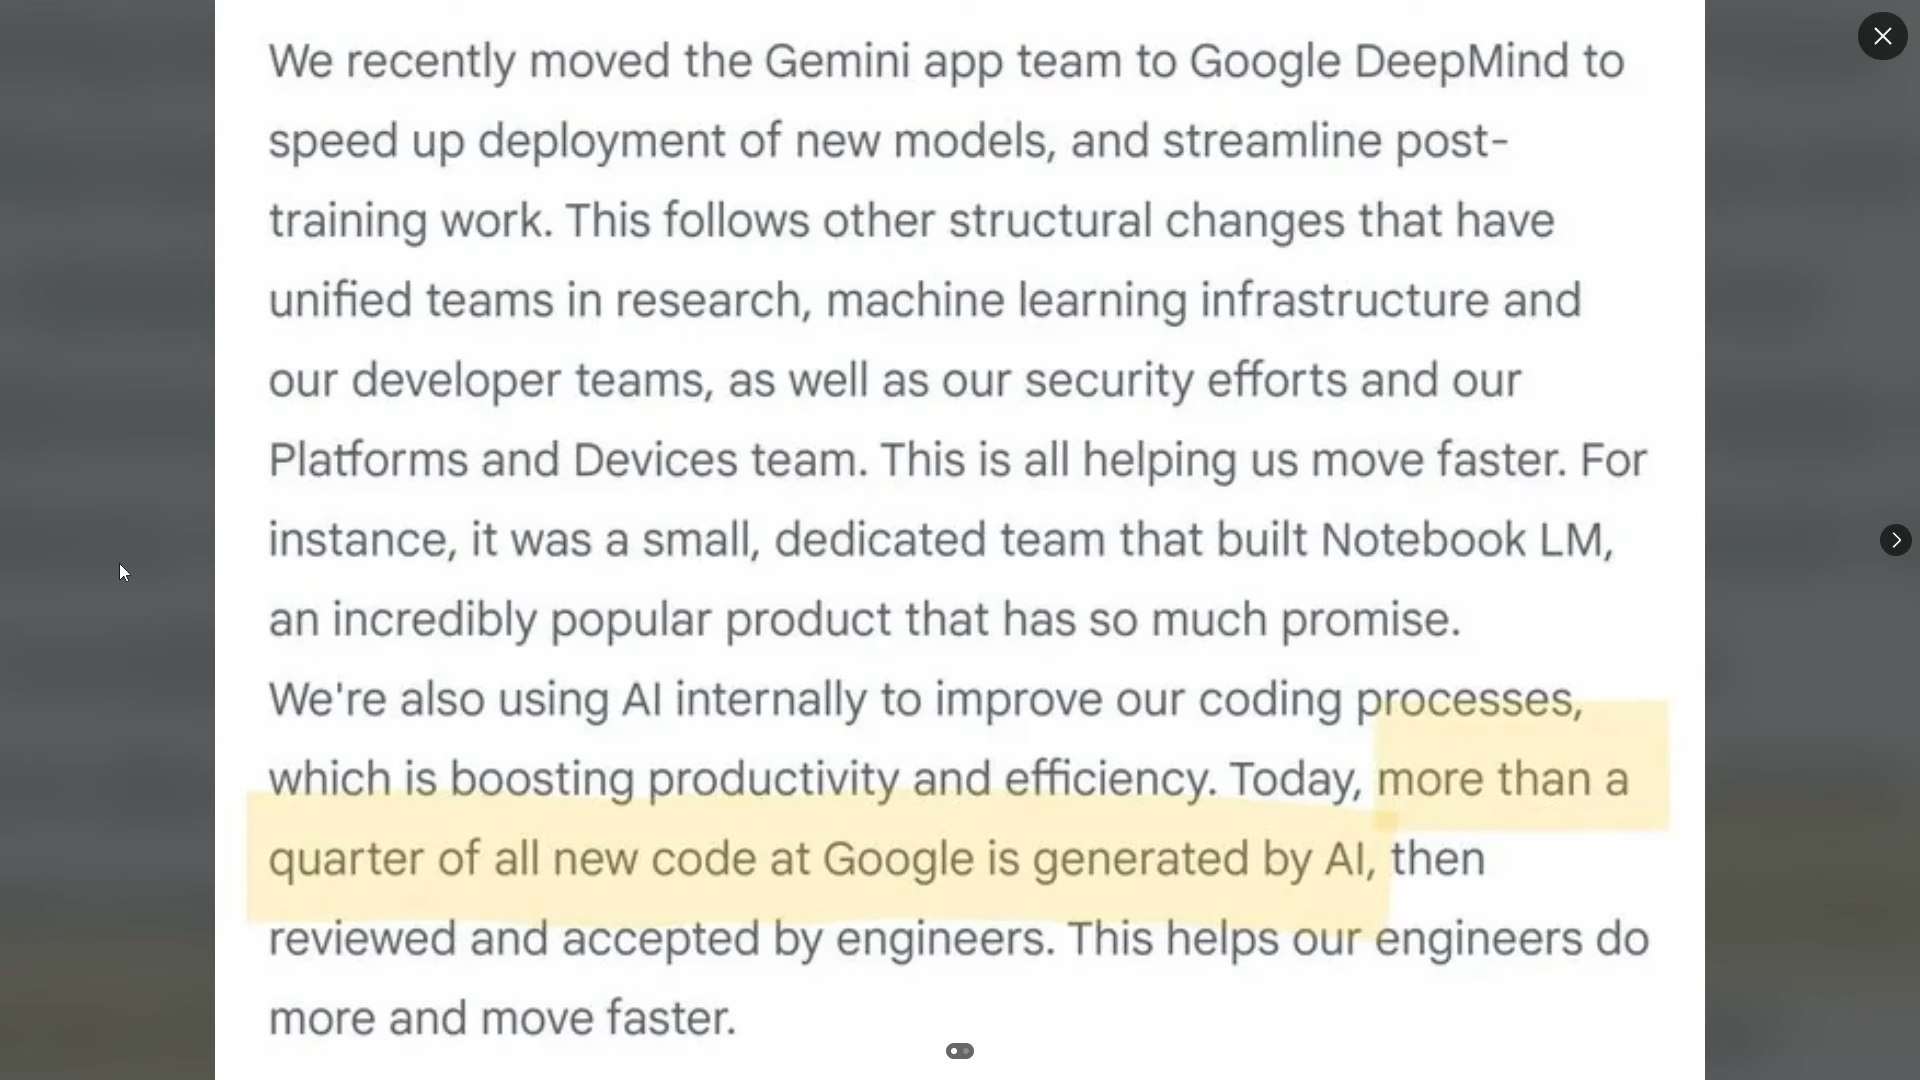 We recently moved the Gemini app team to Google DeepMind to
speed up deployment of new models, and streamline post-
training work. This follows other structural changes that have
unified teams in research, machine learning infrastructure and
our developer teams, as well as our security efforts and our
Platforms and Devices team. This is all helping us move faster. For
instance, it was a small, dedicated team that built Notebook LM,
an incredibly popular product that has so much promise.
We're also using AI internally to improve our coding processes,
which is boosting productivity and efficiency. Today, more than a
quarter of all new code at Google is generated by AI, then
reviewed and accepted by engineers. This helps our engineers do
more and move faster.